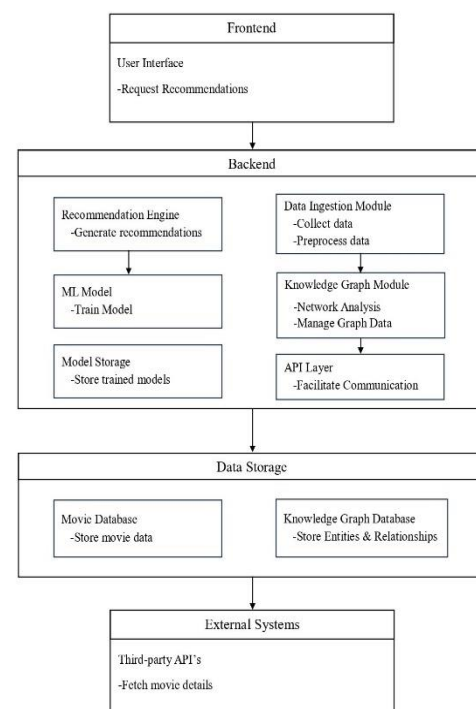 Frontend
User Interface
-Request Recommendations
Backend
Recommendation Engine
-Generate recommendations
ML Model
-Train Model
Model Storage
-Store trained models
Data Ingestion Module
-Collect data
-Preprocess data
Knowledge Graph Module
-Network Analysis
-Manage Graph Data
API Layer
-Facilitate Communication
Data Storage
Movie Database
-Store movie data
Knowledge Graph Database
-Store Entities & Relationships
External Systems
Third-party API's
-Fetch movie details